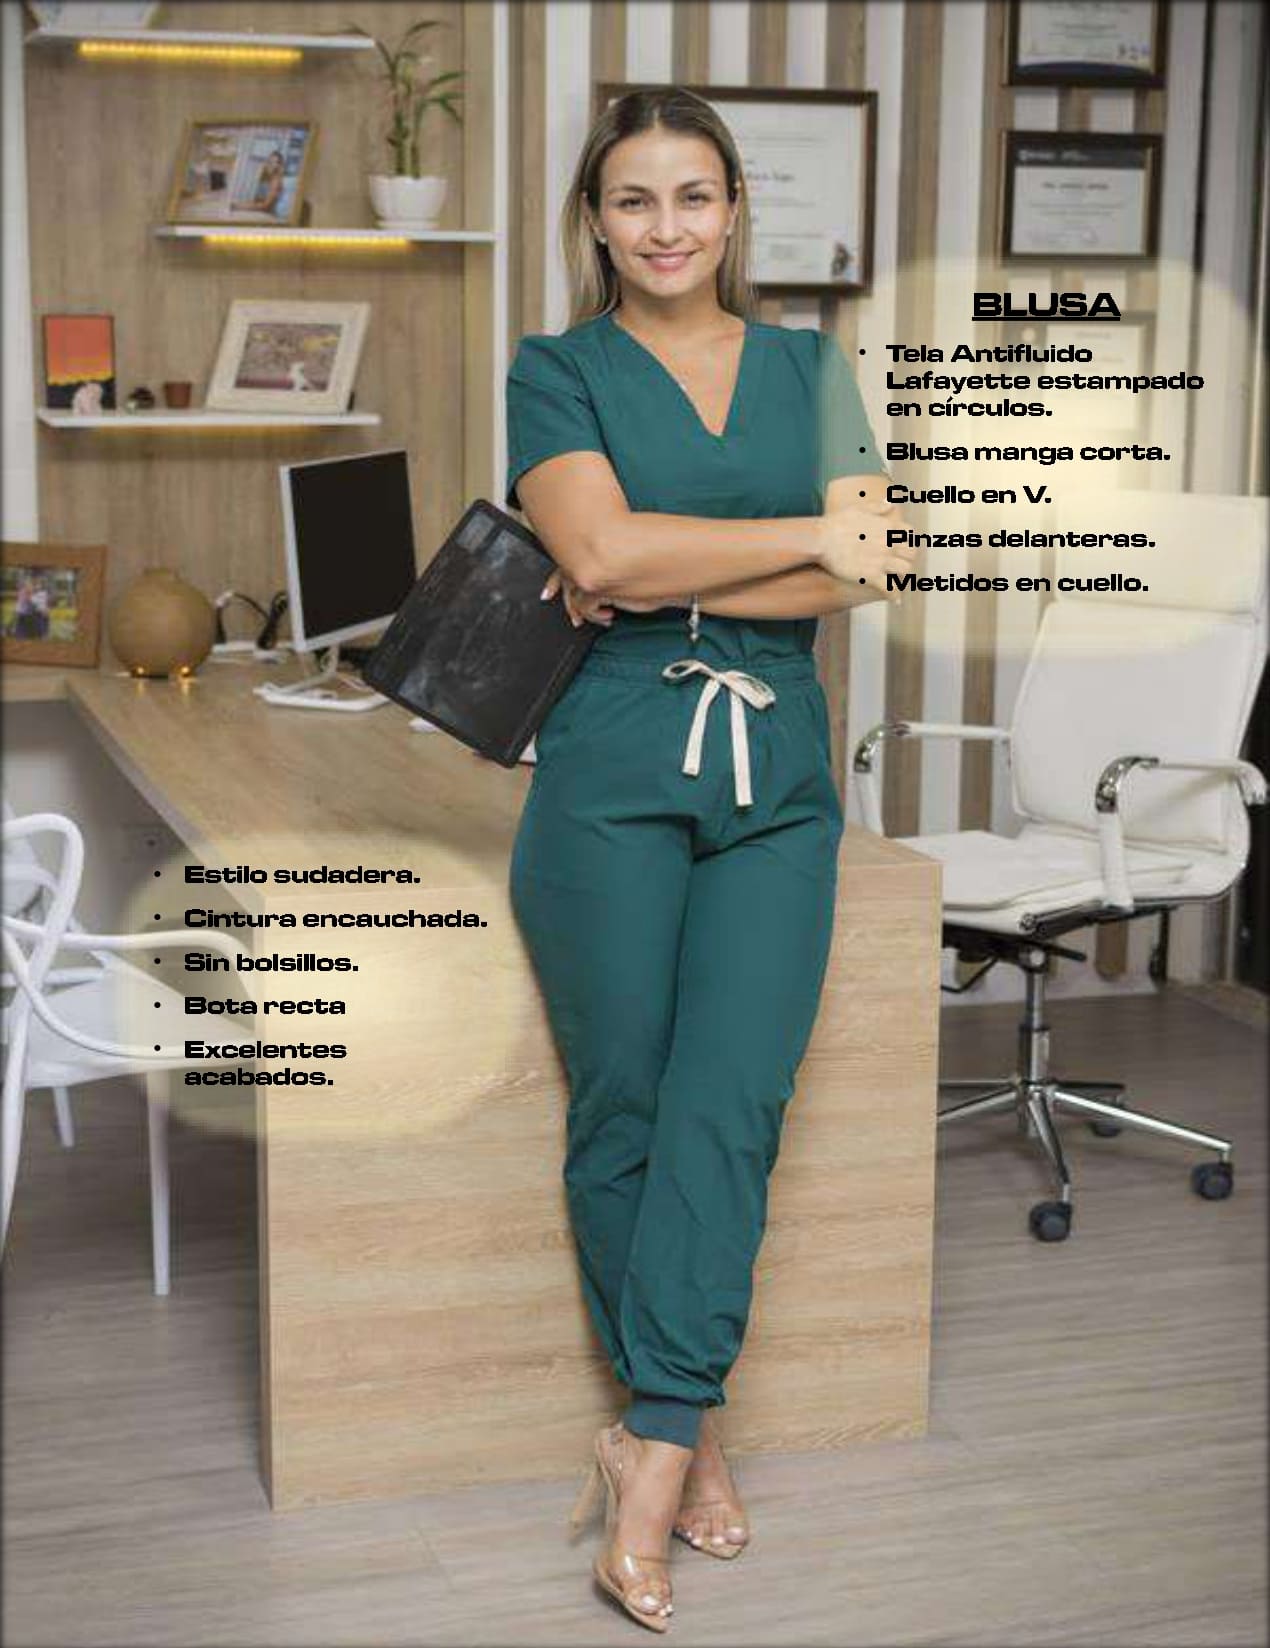 BLUSA
• Tela Antifluido
Lafayette estampado
en círculos.
• Blusa manga corta.
• Cuello en V.
• Pinzas delanteras.
• Metidos en cuello.
• Estilo sudadera.
• Cintura encauchada.
• Sin bolsillos.
• Bota recta
• Excelentes
acabados.